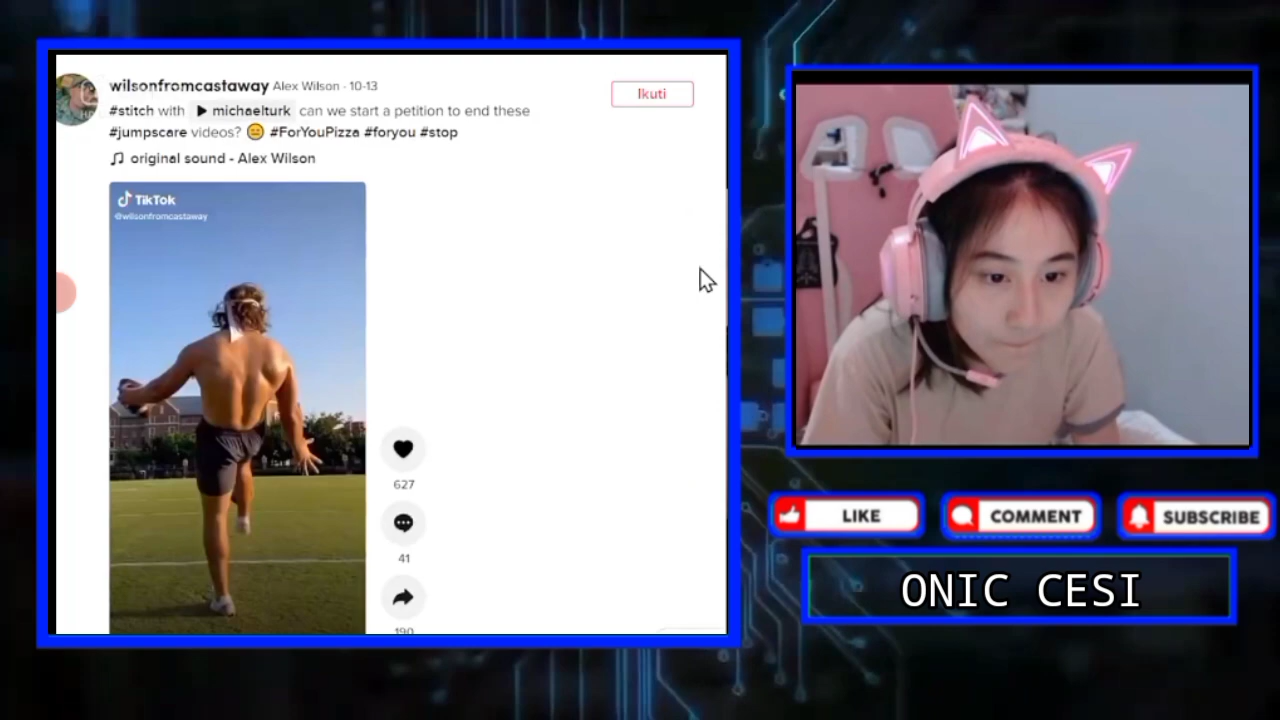 wilsonfromcastaway Alex Wilson · 10-13
Ikuti
#stitch with ▶ michaelturk can we start a petition to end these
#jumpscare videos? 😑 #ForYouPizza #foryou #stop
♫ original sound - Alex Wilson
TikTok
@wilsonfromcastaway
627
41
190
LIKE
COMMENT
SUBSCRIBE
ONIC CESI